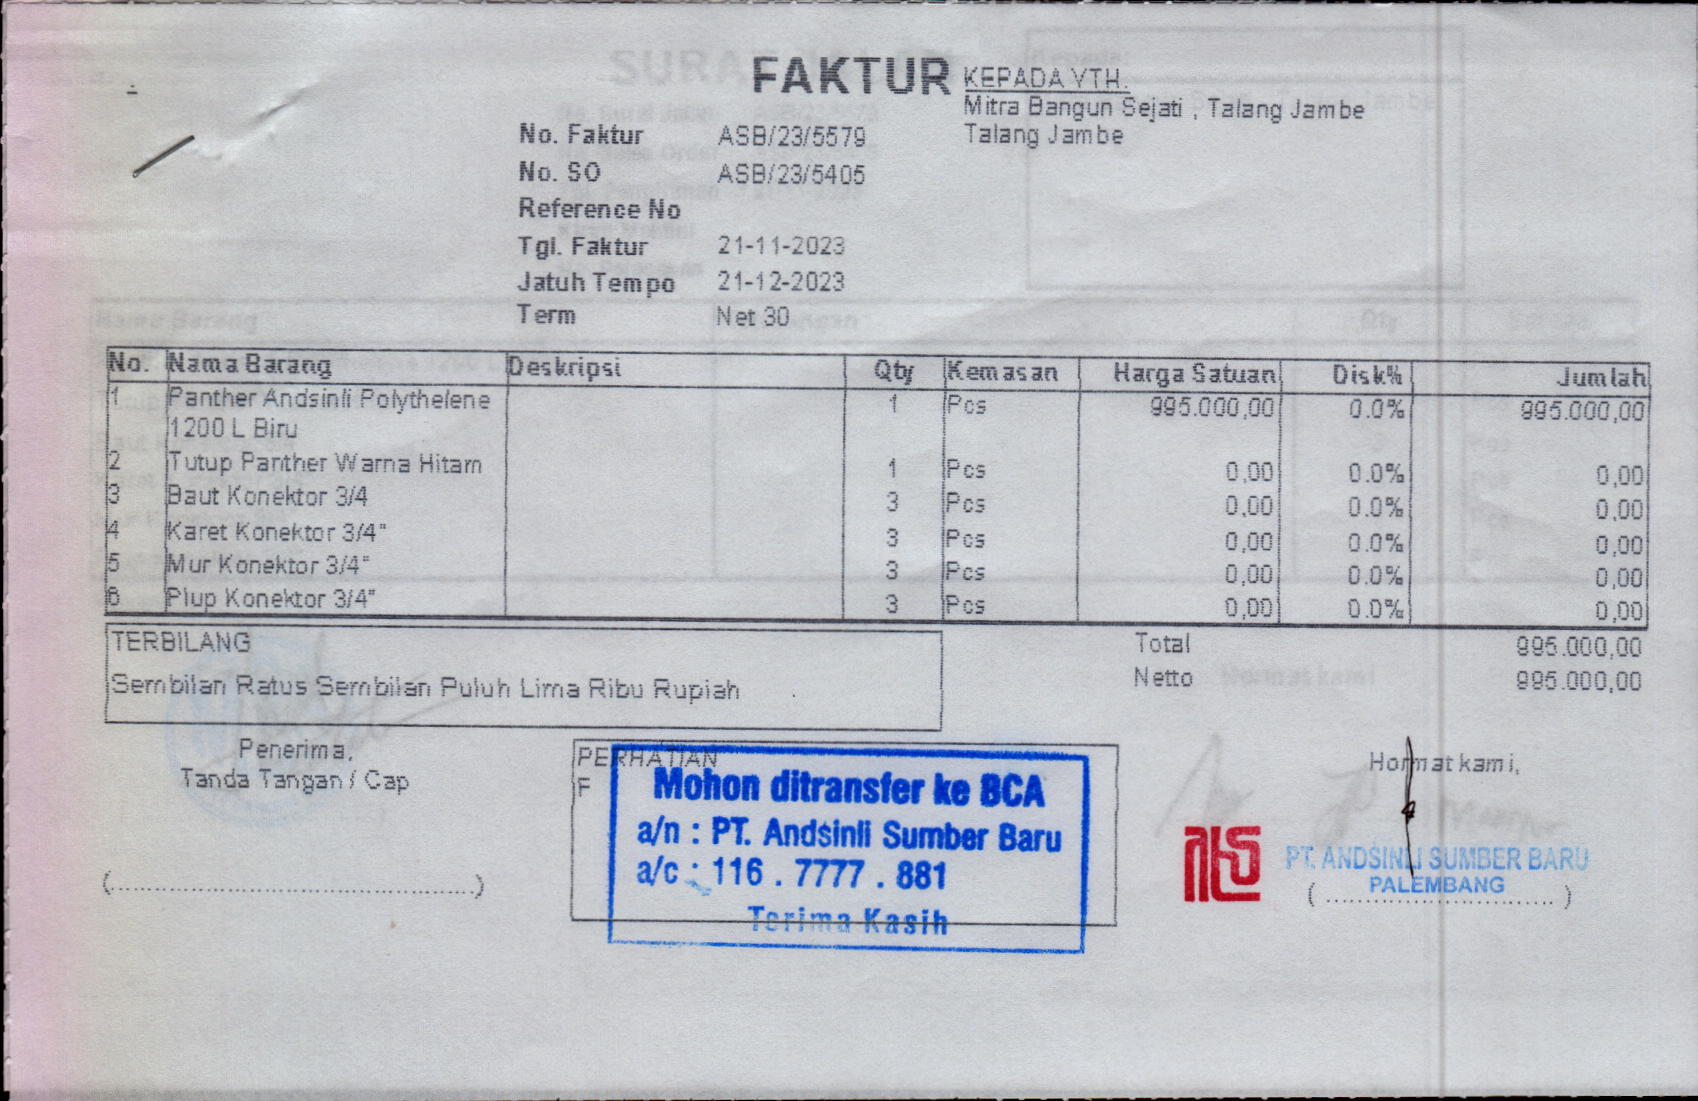 FAKTUR
KEPADA YTH.
Mitra Bangun Sejati , Talang Jambe
Talang Jambe
No. Faktur ASB/23/5579
No. SO ASB/23/5405
Reference No
Tgl. Faktur 21-11-2023
Jatuh Tempo 21-12-2023
Term Net 30
No. Nama Barang Deskripsi Qty Kemasan Harga Satuan Disk% Jumlah
1 Panther Andsinli Polythelene 1 Pcs 995.000,00 0.0% 995.000,00
1200 L Biru
2 Tutup Panther Warna Hitam 1 Pcs 0,00 0.0% 0,00
3 Baut Konektor 3/4 3 Pcs 0,00 0.0% 0,00
4 Karet Konektor 3/4" 3 Pcs 0,00 0.0% 0,00
5 Mur Konektor 3/4" 3 Pcs 0,00 0.0% 0,00
6 Plup Konektor 3/4" 3 Pcs 0,00 0.0% 0,00
TERBILANG
Sembilan Ratus Sembilan Puluh Lima Ribu Rupiah
Total 995.000,00
Netto 995.000,00
Penerima,
Tanda Tangan / Cap
PERHATIAN
F
Mohon ditransfer ke BCA
a/n : PT. Andsinli Sumber Baru
a/c : 116 . 7777 . 881
Terima Kasih
Hormat kami,
PT. ANDSINLI SUMBER BARU
PALEMBANG